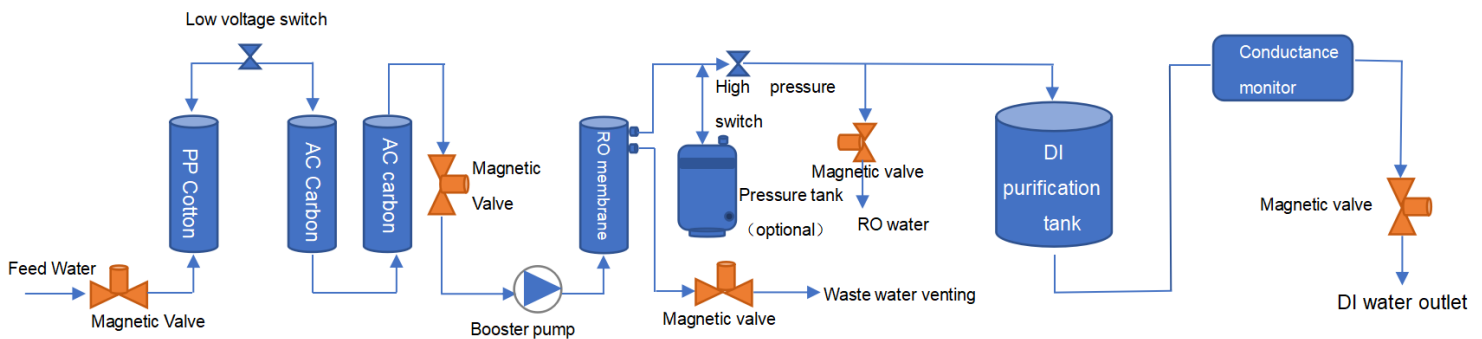 Low voltage switch
PP Cotton
AC Carbon
AC carbon
Feed Water
Magnetic Valve
Magnetic
Valve
Booster pump
RO membrane
High pressure
switch
Pressure tank
（optional）
Magnetic valve
RO water
Magnetic valve
Waste water venting
DI
purification
tank
Conductance
monitor
Magnetic valve
DI water outlet